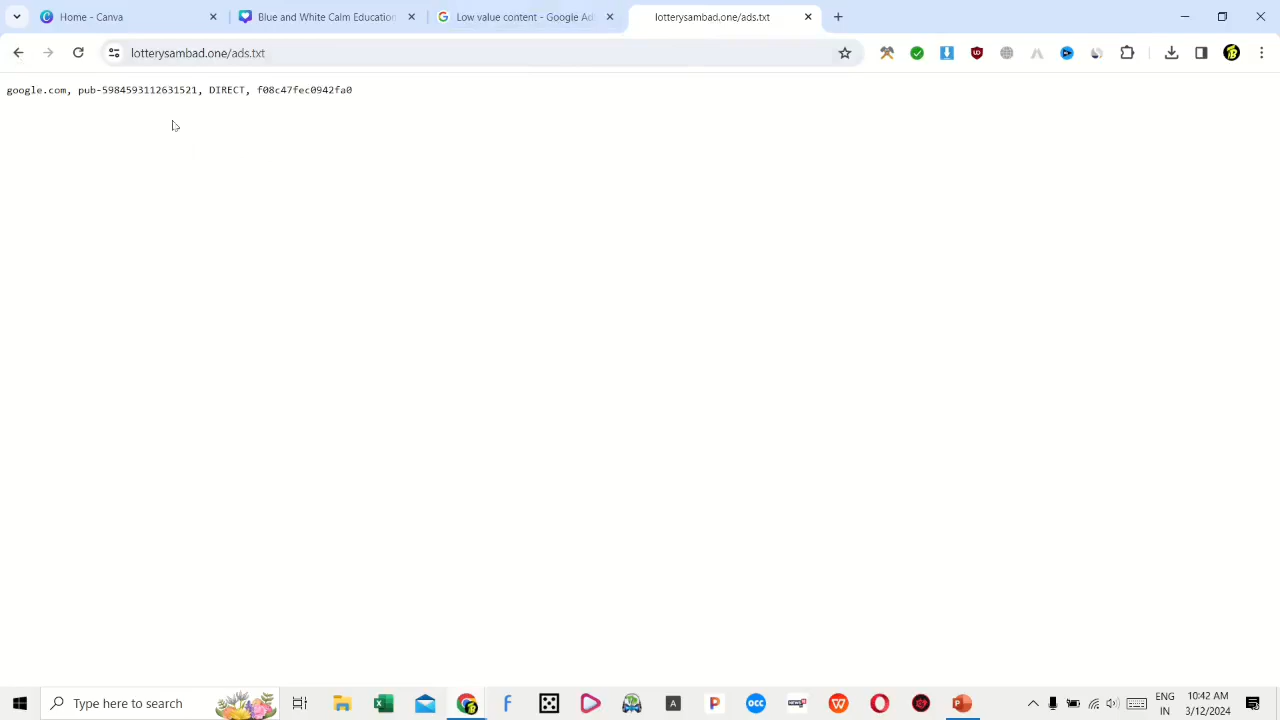 Home - Canva
Blue and White Calm Education
Low value content - Google Ad
lotterysambad.one/ads.txt
lotterysambad.one/ads.txt
google.com, pub-5984593112631521, DIRECT, f08c47fec0942fa0
Type here to search
ENG
IN
10:42 AM
3/12/2024